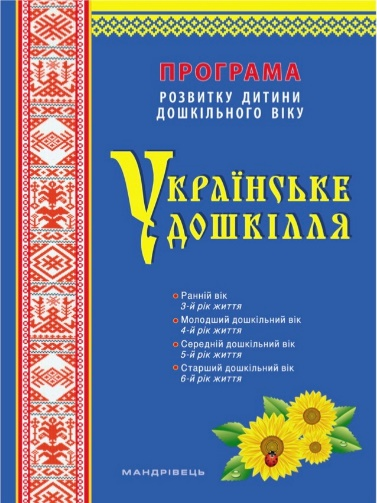 ПРОГРАМА
РОЗВИТКУ ДИТИНИ
ДОШКІЛЬНОГО ВІКУ
УКРАЇНСЬКЕ
ДОШКІЛЛЯ
Ранній вік
3-й рік життя
Молодший дошкільний вік
4-й рік життя
Середній дошкільний вік
5-й рік життя
Старший дошкільний вік
6-й рік життя
МАНДРІВЕЦЬ